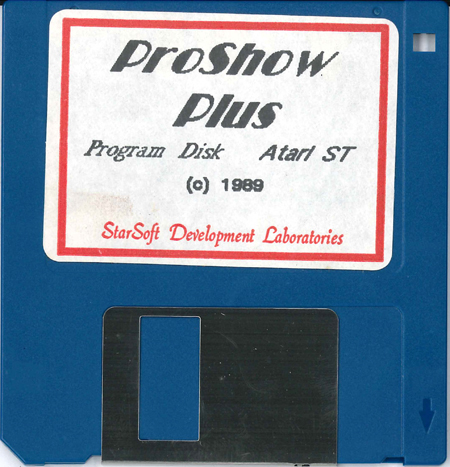 ProShow
Plus
Program Disk Atari ST
(c) 1989
StarSoft Development Laboratories